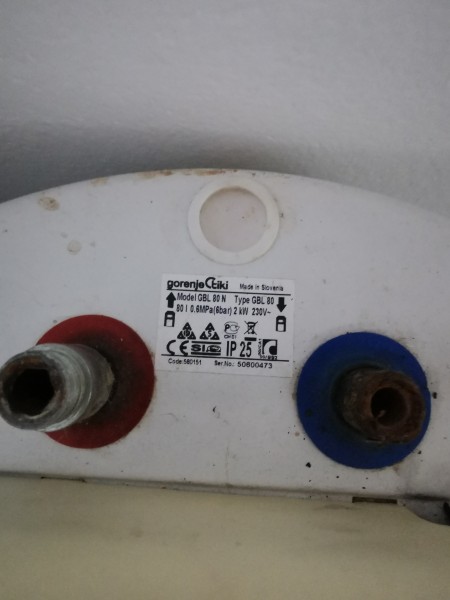 gorenje tiki Made in Slovenia
Model GBL 80 N Type GBL 80
80 l 0.6MPa(6bar) 2 kW 230V~
IP 25
Code:580151 Ser.No.: 50800473